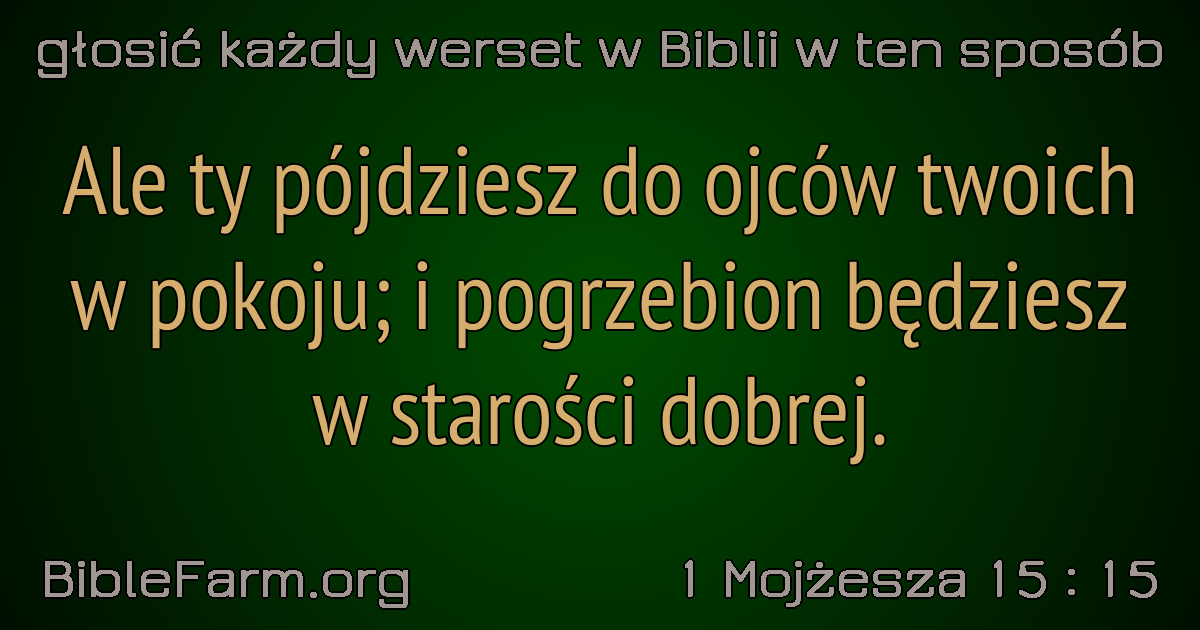 głosić każdy werset w Biblii w ten sposób
Ale ty pójdziesz do ojców twoich
w pokoju; i pogrzebion będziesz
w starości dobrej.
BibleFarm.org
1 Mojżesza 15 : 15